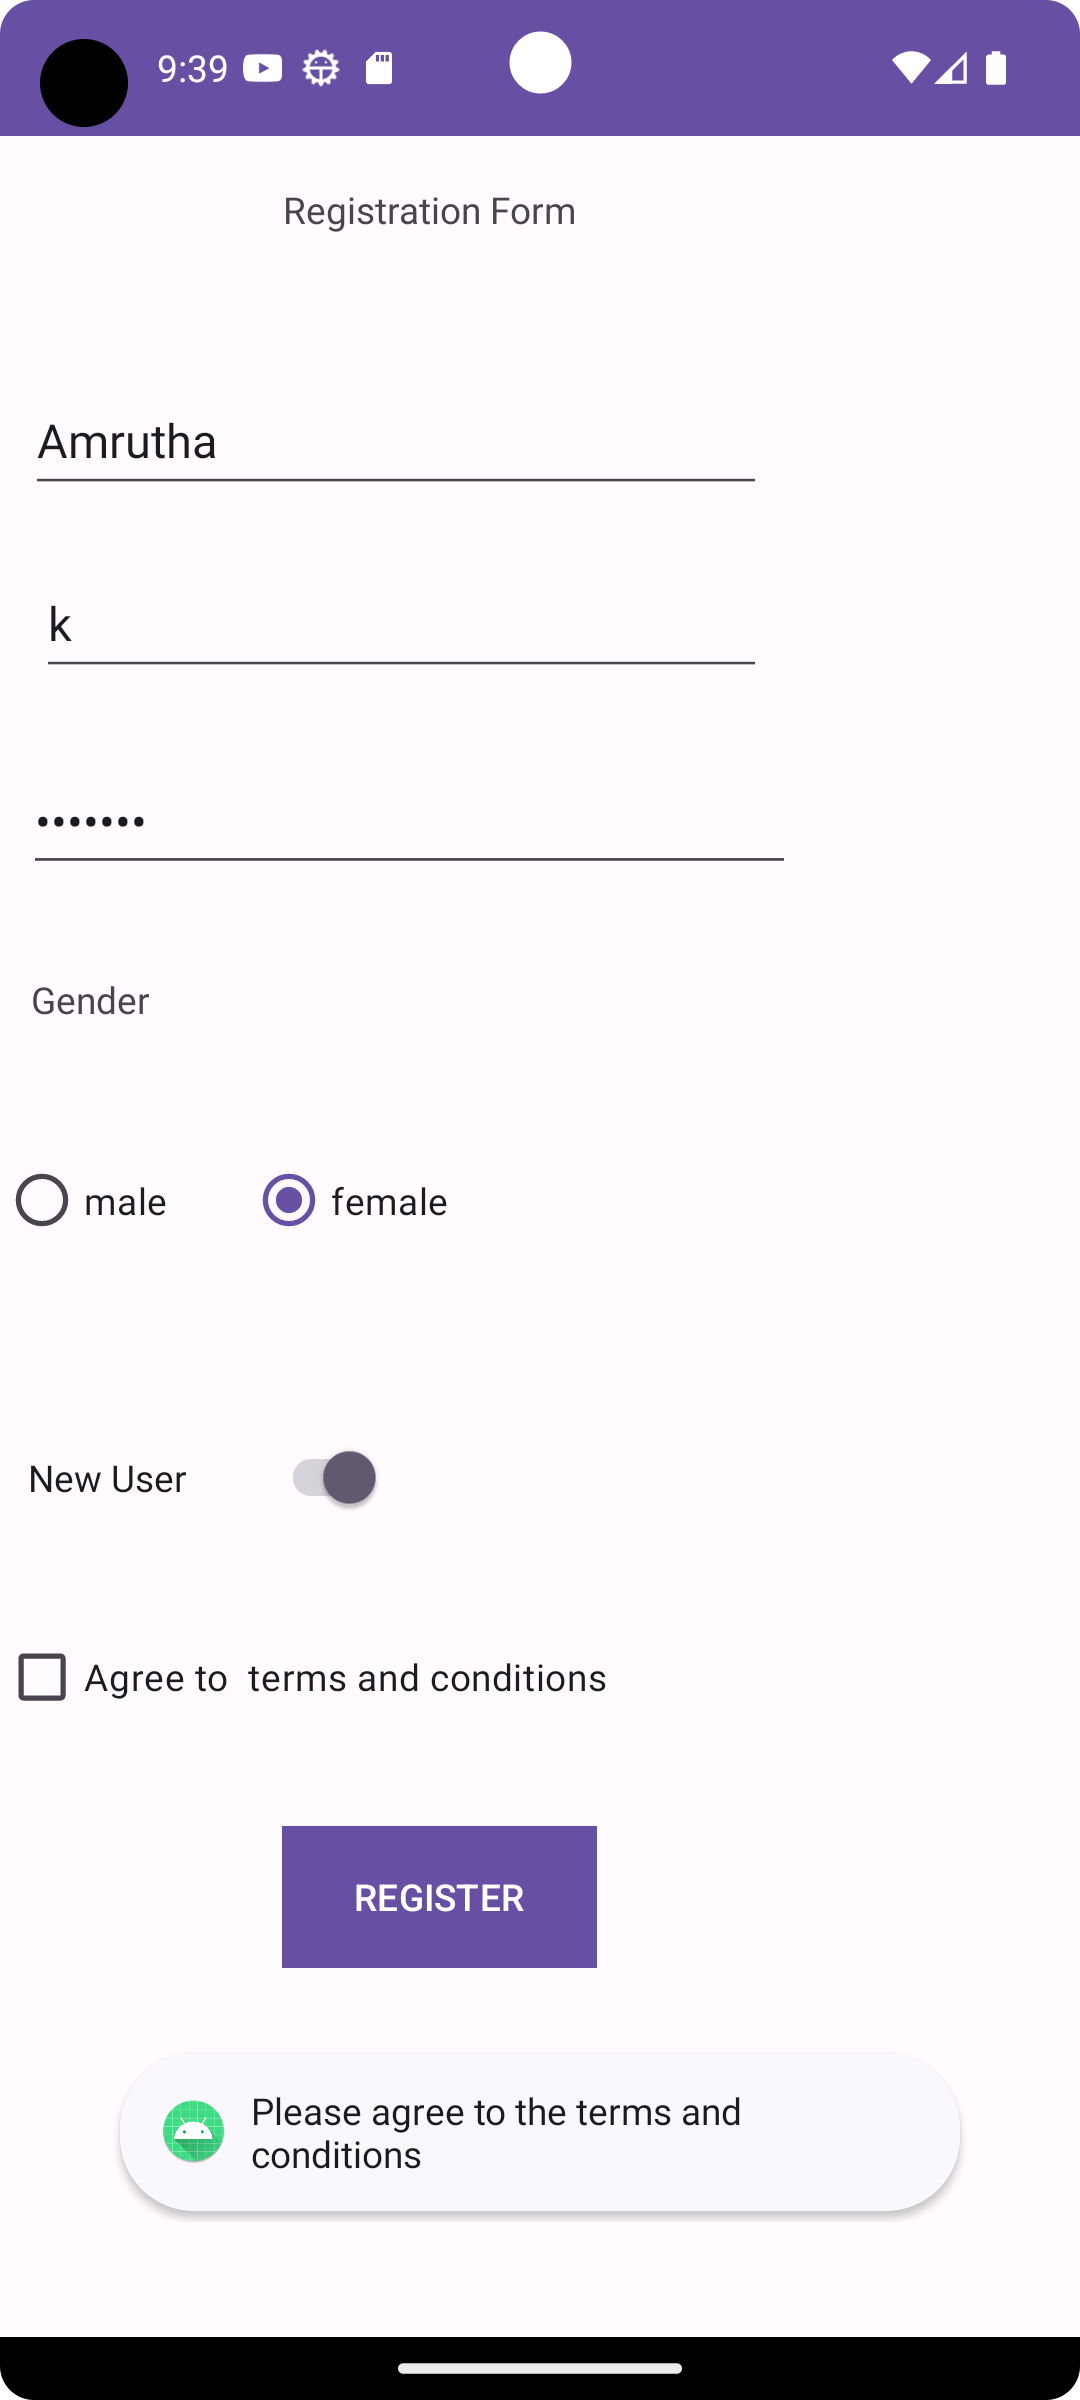 9:39
Registration Form
Amrutha
k
•••••••
Gender
male female
New User
Agree to  terms and conditions
REGISTER
Please agree to the terms and
conditions